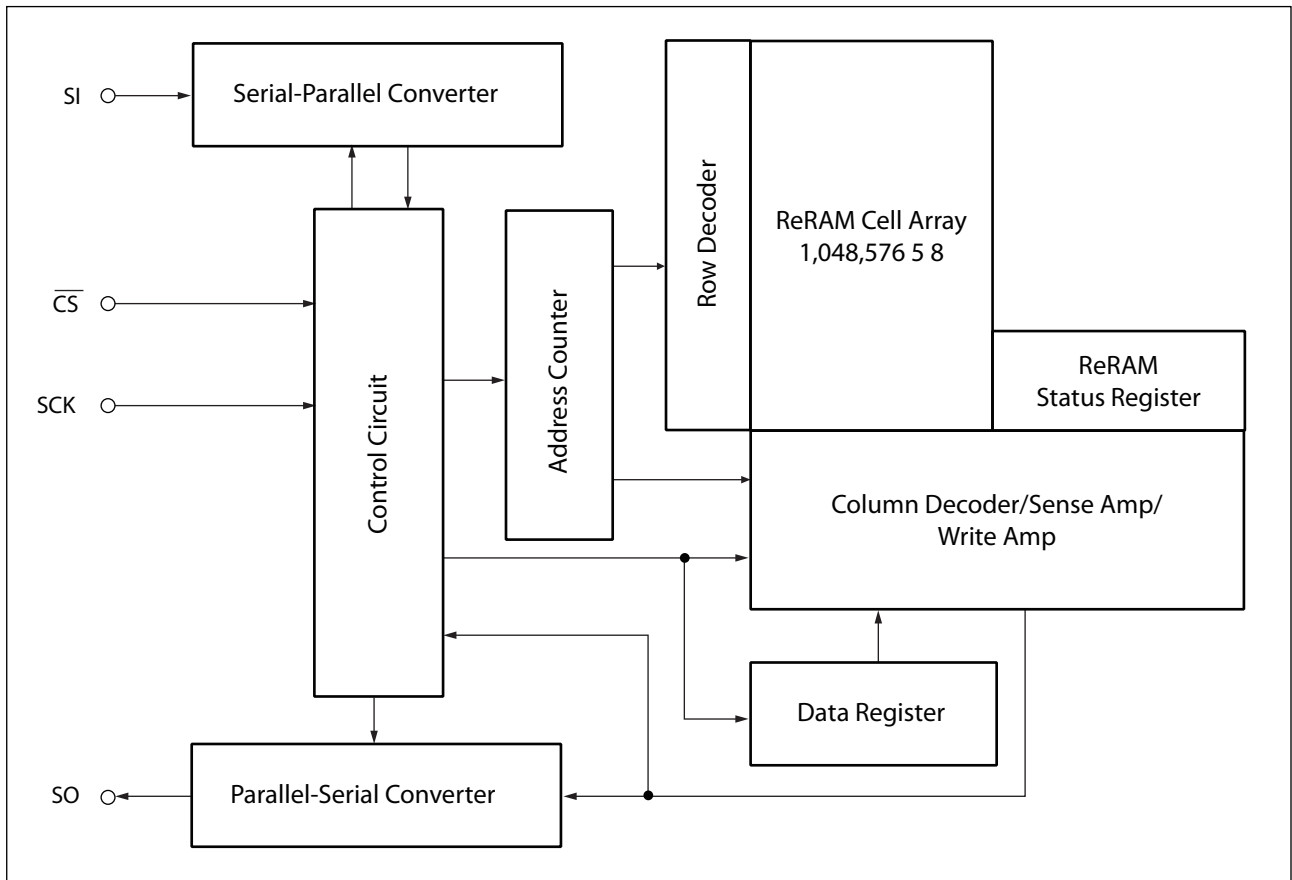 SI
Serial-Parallel Converter
CS
SCK
Control Circuit
Address Counter
Row Decoder
ReRAM Cell Array
1,048,576 5 8
ReRAM
Status Register
Column Decoder/Sense Amp/
Write Amp
Data Register
SO
Parallel-Serial Converter